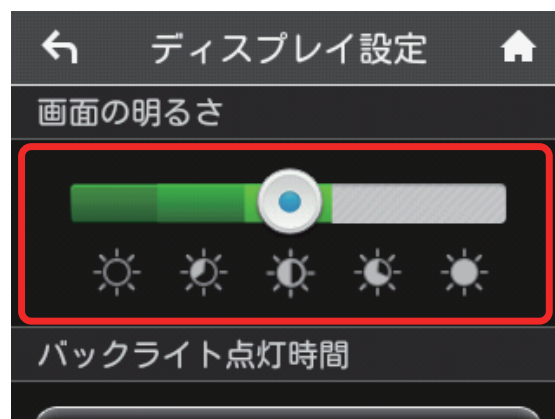 ディスプレイ設定
画面の明るさ
バックライト点灯時間